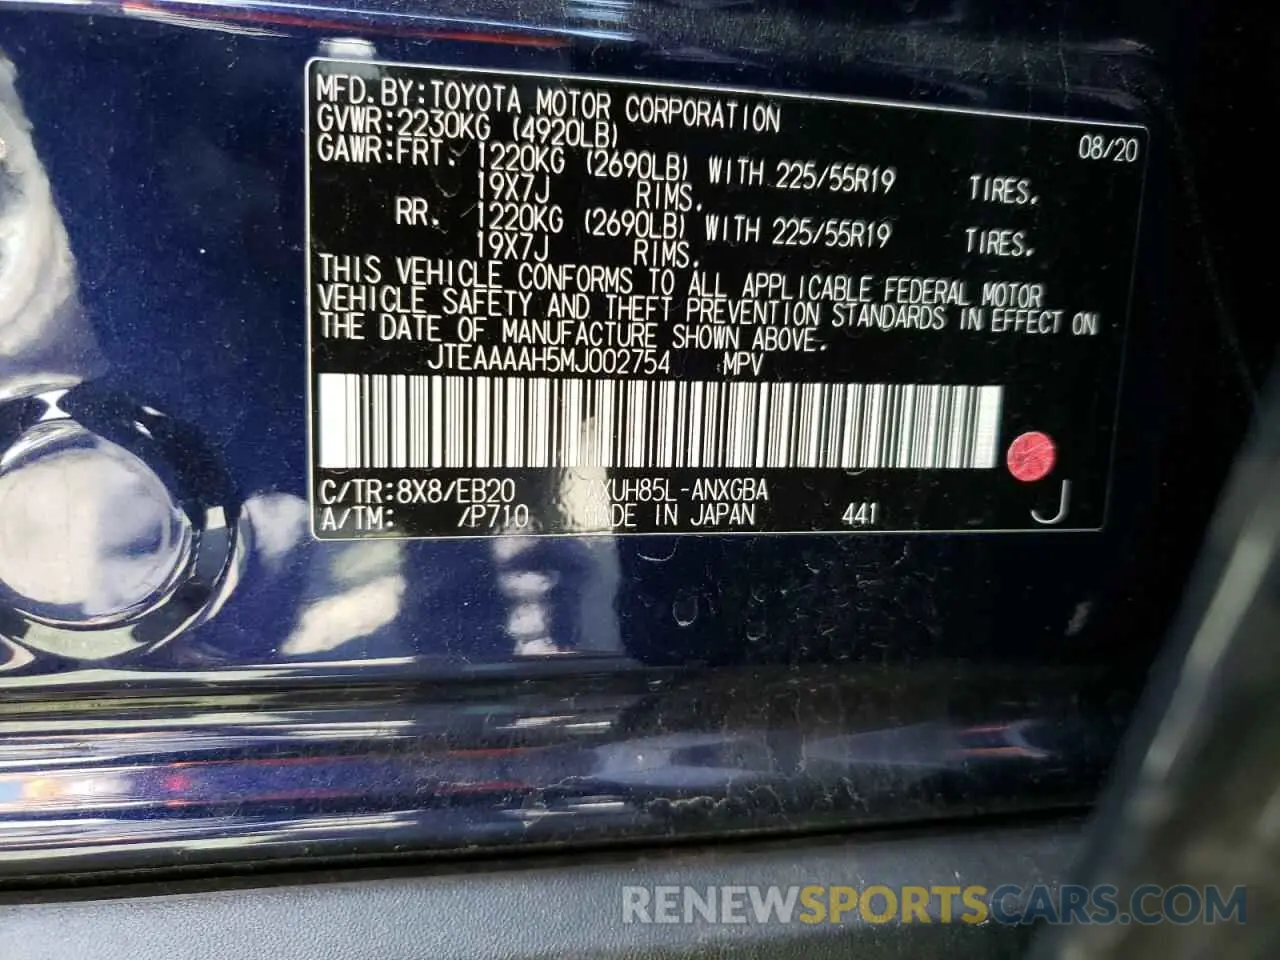 MFD.BY:TOYOTA MOTOR CORPORATION 08/20
GVWR:2230KG (4920LB)
GAWR:FRT. 1220KG (2690LB) WITH 225/55R19 TIRES.
19X7J RIMS.
RR. 1220KG (2690LB) WITH 225/55R19 TIRES.
19X7J RIMS.
THIS VEHICLE CONFORMS TO ALL APPLICABLE FEDERAL MOTOR
VEHICLE SAFETY AND THEFT PREVENTION STANDARDS IN EFFECT ON
THE DATE OF MANUFACTURE SHOWN ABOVE.
JTEAAAAH5MJ002754 MPV
C/TR:8X8/EB20 AXUH85L-ANXGBA
A/TM: /P710 MADE IN JAPAN 441 J
RENEWSPORTSCARS.COM